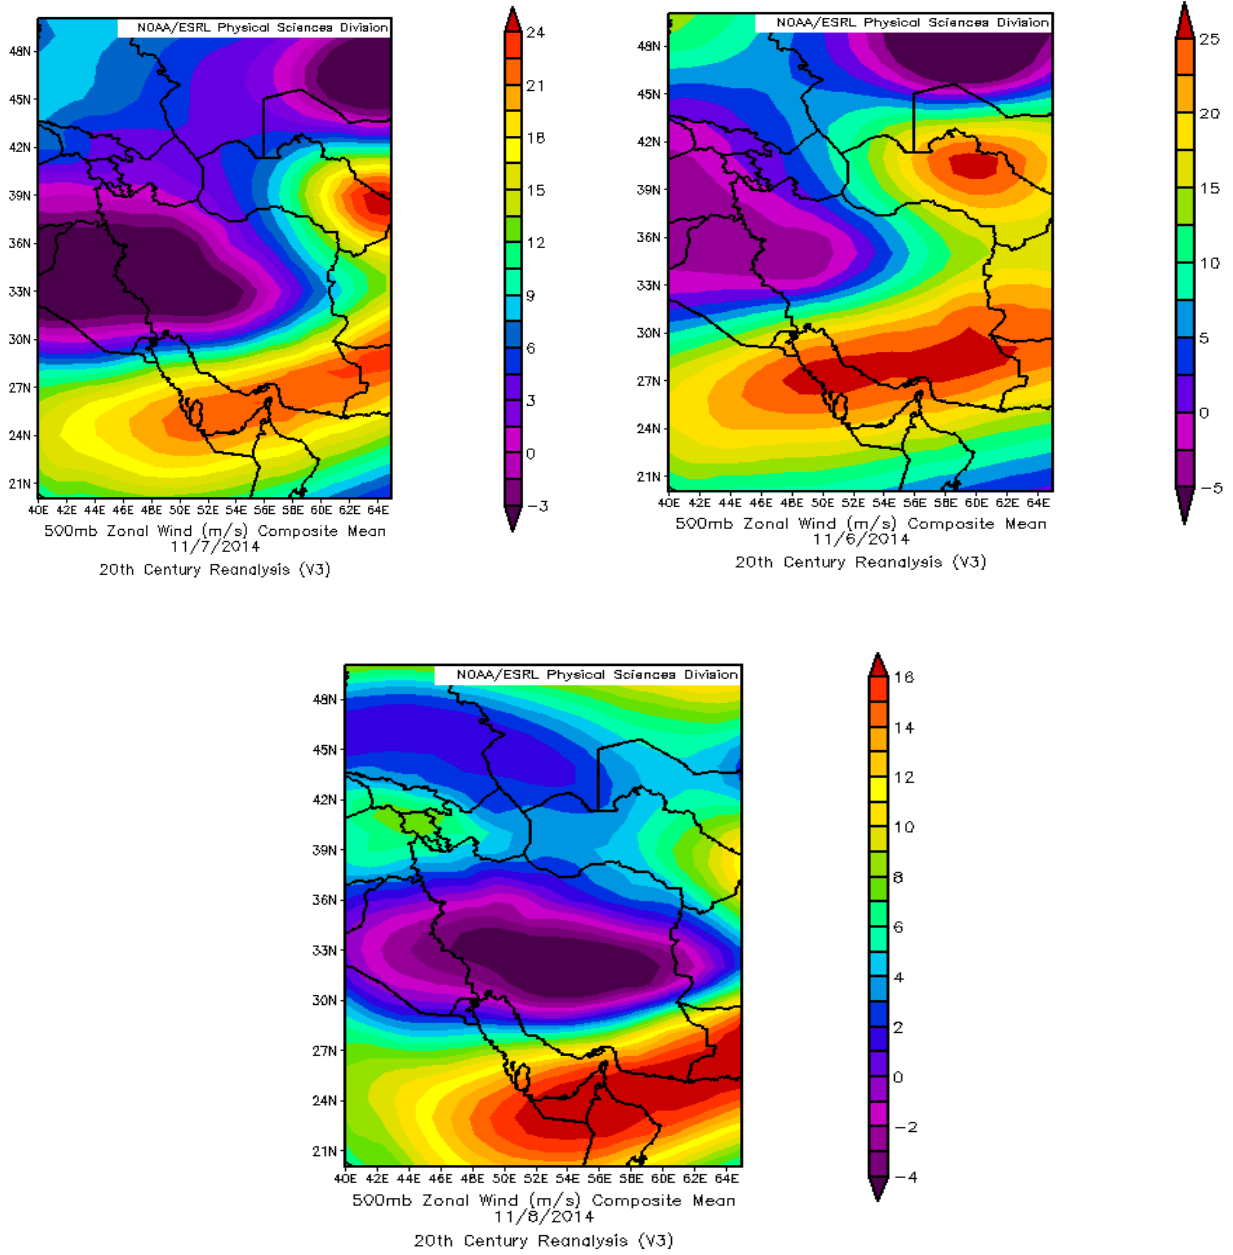 NOAA/ESRL Physical Sciences Division
48N
45N
42N
39N
36N
33N
30N
27N
24N
21N
40E 42E 44E 46E 48E 50E 52E 54E 56E 58E 60E 62E 64E
24
21
18
15
12
9
6
3
0
−3
500mb Zonal Wind (m/s) Composite Mean
11/7/2014
20th Century Reanalysis (V3)
NOAA/ESRL Physical Sciences Division
48N
45N
42N
39N
36N
33N
30N
27N
24N
21N
40E 42E 44E 46E 48E 50E 52E 54E 56E 58E 60E 62E 64E
25
20
15
10
5
0
−5
500mb Zonal Wind (m/s) Composite Mean
11/6/2014
20th Century Reanalysis (V3)
NOAA/ESRL Physical Sciences Division
48N
45N
42N
39N
36N
33N
30N
27N
24N
21N
40E 42E 44E 46E 48E 50E 52E 54E 56E 58E 60E 62E 64E
16
14
12
10
8
6
4
2
0
−2
−4
500mb Zonal Wind (m/s) Composite Mean
11/8/2014
20th Century Reanalysis (V3)